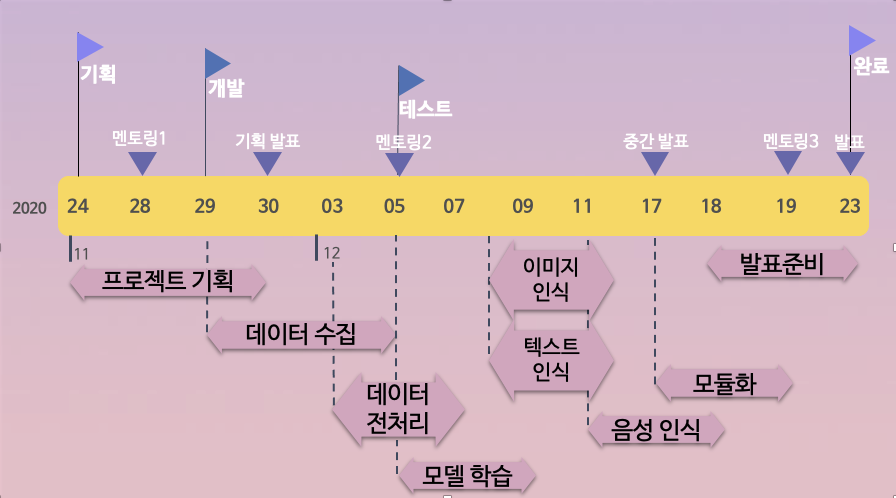 기획
개발
테스트
완료
멘토링1
기획 발표
멘토링2
중간 발표
멘토링3
발표
2020
24 28 29 30 03 05 07 09 11 17 18 19 23
11
12
프로젝트 기획
이미지
인식
발표준비
데이터 수집
텍스트
인식
데이터
전처리
모듈화
음성 인식
모델 학습